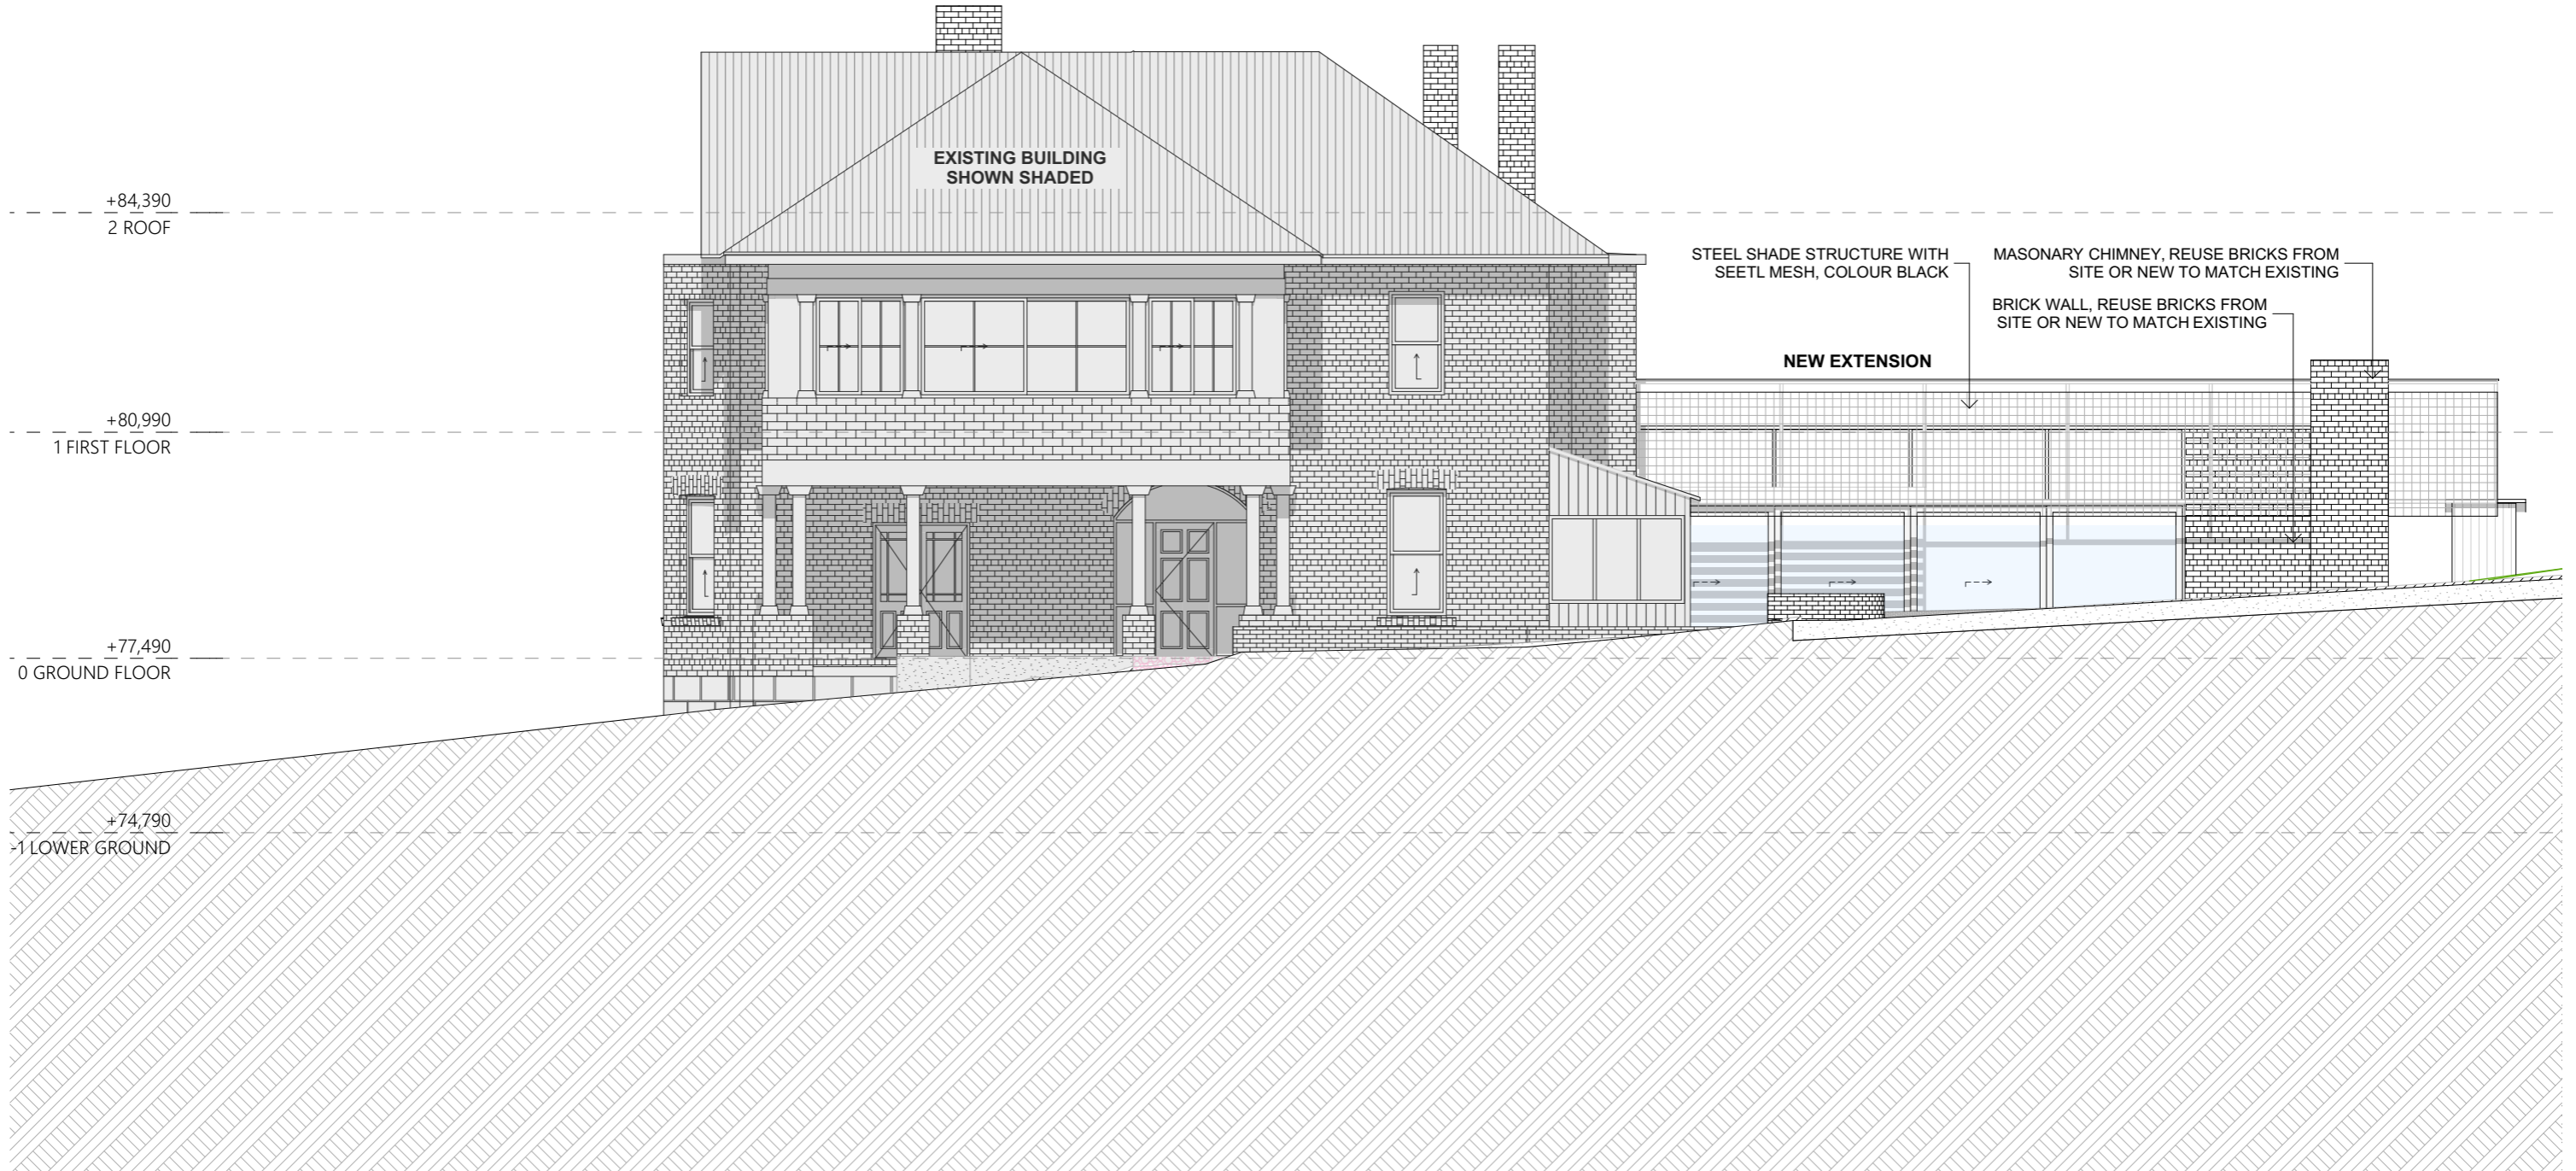 EXISTING BUILDING
SHOWN SHADED
+84,390
2 ROOF
STEEL SHADE STRUCTURE WITH
SEETL MESH, COLOUR BLACK
MASONARY CHIMNEY, REUSE BRICKS FROM
SITE OR NEW TO MATCH EXISTING
BRICK WALL, REUSE BRICKS FROM
SITE OR NEW TO MATCH EXISTING
NEW EXTENSION
+80,990
1 FIRST FLOOR
+77,490
0 GROUND FLOOR
+74,790
-1 LOWER GROUND